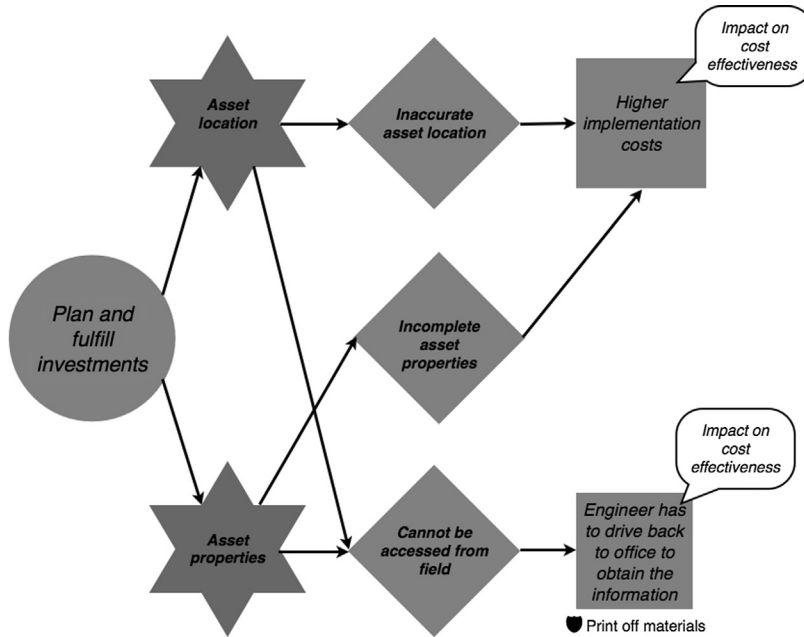 Impact on
cost
effectiveness
Asset
location
Inaccurate
asset location
Higher
implementation
costs
Plan and
fulfill
investments
Incomplete
asset
properties
Impact on
cost
effectiveness
Asset
properties
Cannot be
accessed from
field
Engineer has
to drive back
to office to
obtain the
information
Print off materials